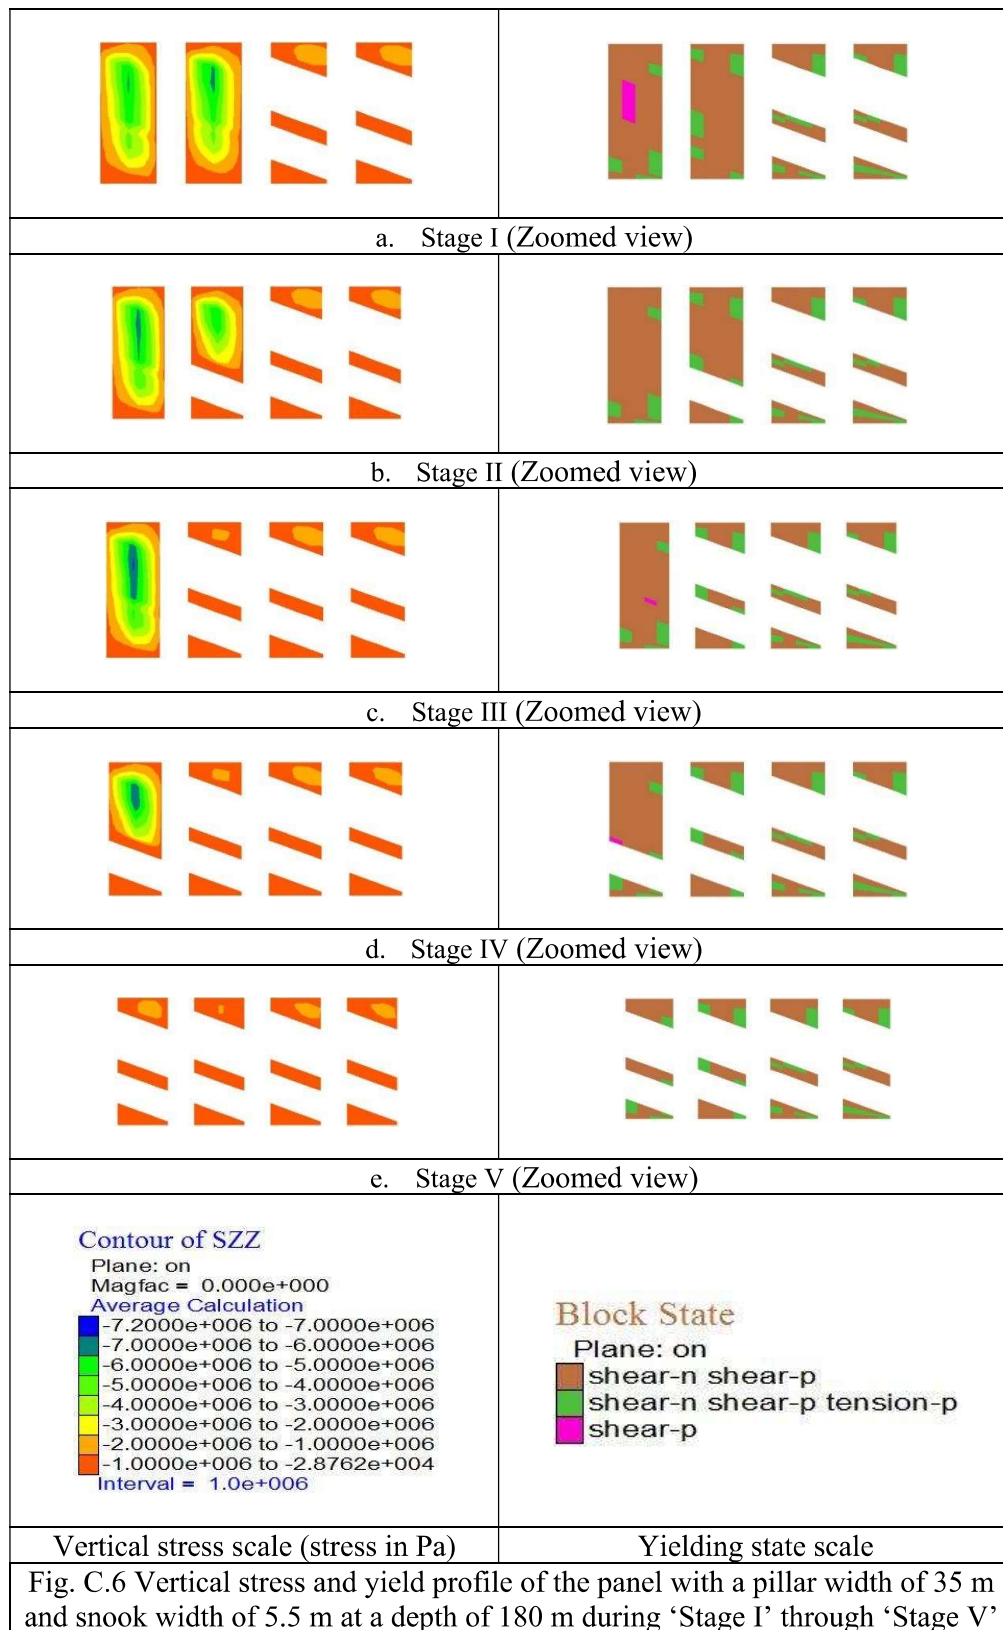 a. Stage I (Zoomed view)
b. Stage II (Zoomed view)
c. Stage III (Zoomed view)
d. Stage IV (Zoomed view)
e. Stage V (Zoomed view)
Contour of SZZ
Plane: on
Magfac = 0.000e+000
Average Calculation
-7.2000e+006 to -7.0000e+006
-7.0000e+006 to -6.0000e+006
-6.0000e+006 to -5.0000e+006
-5.0000e+006 to -4.0000e+006
-4.0000e+006 to -3.0000e+006
-3.0000e+006 to -2.0000e+006
-2.0000e+006 to -1.0000e+006
-1.0000e+006 to -2.8762e+004
Interval = 1.0e+006
Block State
Plane: on
shear-n shear-p
shear-n shear-p tension-p
shear-p
Vertical stress scale (stress in Pa)
Yielding state scale
Fig. C.6 Vertical stress and yield profile of the panel with a pillar width of 35 m
and snook width of 5.5 m at a depth of 180 m during ‘Stage I’ through ‘Stage V’